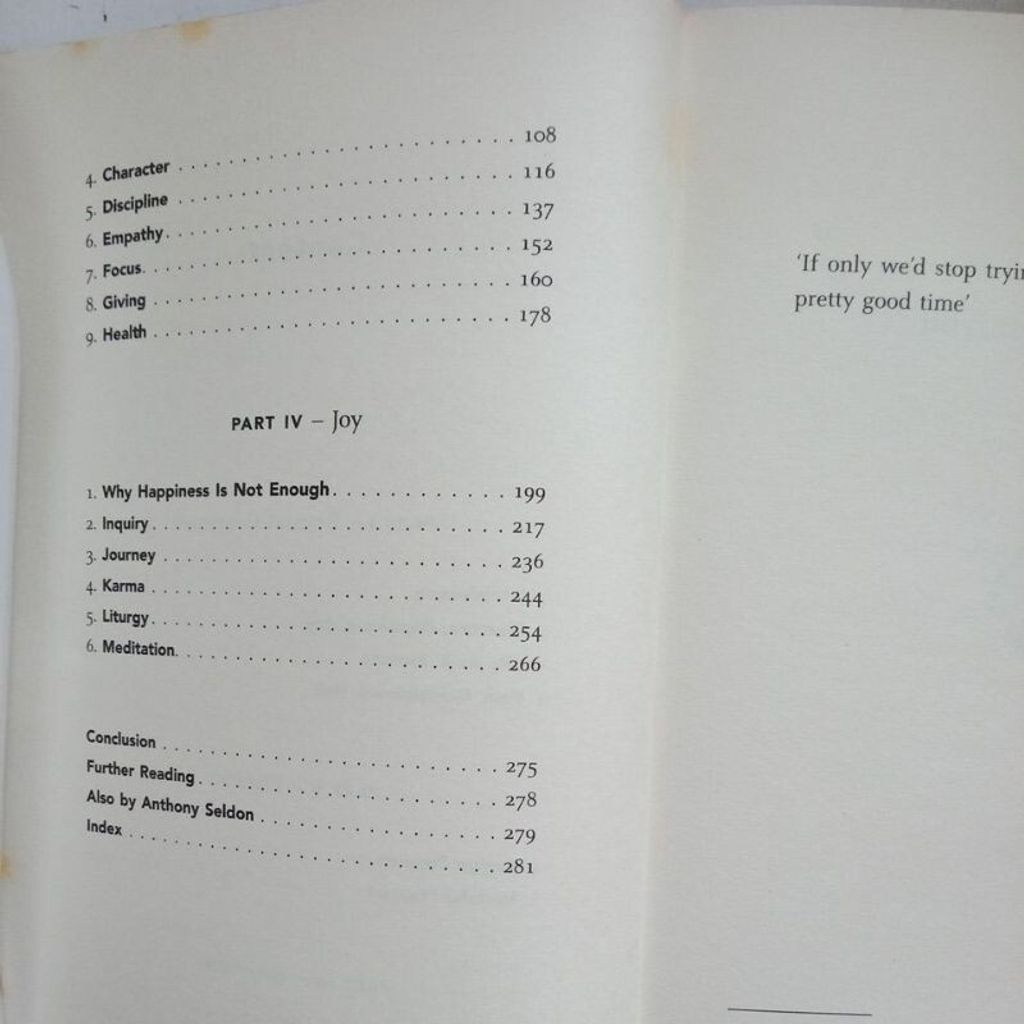 4. Character . . . . . . . . . . . . . . . . . . . . . . . . 108
5. Discipline . . . . . . . . . . . . . . . . . . . . . . . . 116
6. Empathy. . . . . . . . . . . . . . . . . . . . . . . . . 137
7. Focus. . . . . . . . . . . . . . . . . . . . . . . . . . . 152
8. Giving . . . . . . . . . . . . . . . . . . . . . . . . . . 160
9. Health . . . . . . . . . . . . . . . . . . . . . . . . . . 178
PART IV – Joy
1. Why Happiness Is Not Enough. . . . . . . . . . . . 199
2. Inquiry. . . . . . . . . . . . . . . . . . . . . . . . . . 217
3. Journey . . . . . . . . . . . . . . . . . . . . . . . . . 236
4. Karma . . . . . . . . . . . . . . . . . . . . . . . . . . 244
5. Liturgy. . . . . . . . . . . . . . . . . . . . . . . . . . 254
6. Meditation. . . . . . . . . . . . . . . . . . . . . . . . 266
Conclusion . . . . . . . . . . . . . . . . . . . . . . . . 275
Further Reading . . . . . . . . . . . . . . . . . . . . . 278
Also by Anthony Seldon . . . . . . . . . . . . . . . . 279
Index . . . . . . . . . . . . . . . . . . . . . . . . . . . 281
'If only we'd stop
pretty good time'